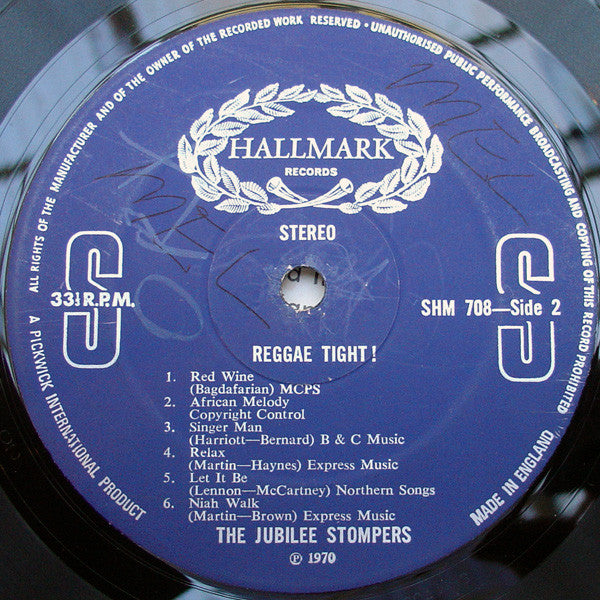 ALL RIGHTS OF THE MANUFACTURER AND OF THE OWNER OF THE RECORDED WORK RESERVED • UNAUTHORISED PUBLIC PERFORMANCE BROADCASTING AND COPYING OF THIS RECORD PROHIBITED
HALLMARK
RECORDS
STEREO
S
33⅓ R.P.M.
S
SHM 708—Side 2
REGGAE TIGHT!
1. Red Wine
(Bagdafarian) MCPS
2. African Melody
Copyright Control
3. Singer Man
(Harriott—Bernard) B & C Music
4. Relax
(Martin—Haynes) Express Music
5. Let It Be
(Lennon—McCartney) Northern Songs
6. Niah Walk
(Martin—Brown) Express Music
THE JUBILEE STOMPERS
℗ 1970
A PICKWICK INTERNATIONAL PRODUCT
MADE IN ENGLAND